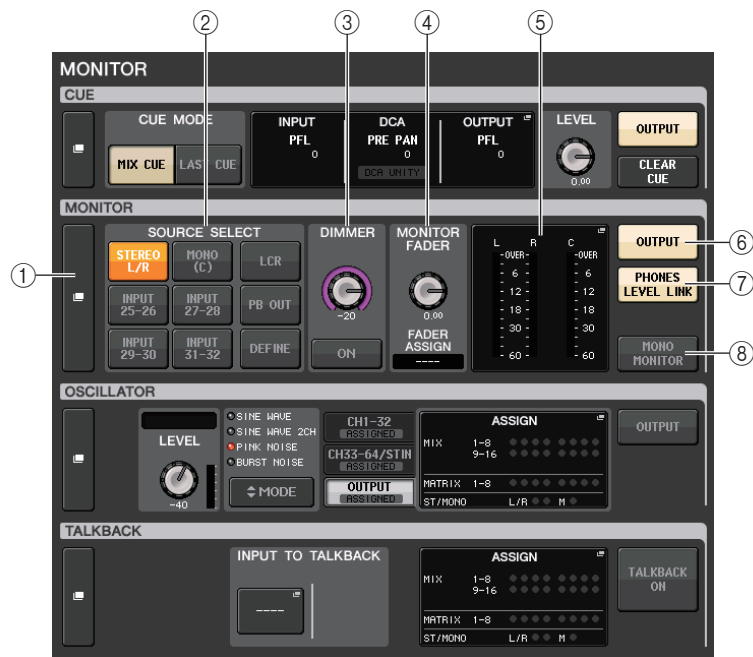 ② ③ ④ ⑤
MONITOR
CUE
CUE MODE
MIX CUE
LAST CUE
INPUT
PFL
0
DCA
PRE PAN
0
DCA UNITY
OUTPUT
PFL
0
LEVEL
0.00
OUTPUT
CLEAR
CUE
MONITOR
①
SOURCE SELECT
STEREO
L/R
MONO
(C)
LCR
INPUT
25-26
INPUT
27-28
PB OUT
INPUT
29-30
INPUT
31-32
DEFINE
DIMMER
-20
ON
MONITOR
FADER
0.00
FADER
ASSIGN
----
L R C
-OVER- -OVER
- 6 - - 6
- 12 - - 12
- 18 - - 18
- 30 - - 30
- 60 - - 60
OUTPUT
⑥
PHONES
LEVEL LINK
⑦
MONO
MONITOR
⑧
OSCILLATOR
LEVEL
-40
SINE WAVE
SINE WAVE 2CH
PINK NOISE
BURST NOISE
MODE
CH1-32
ASSIGNED
CH33-64/STIN
ASSIGNED
OUTPUT
ASSIGNED
ASSIGN
MIX 1-8
9-16
MATRIX 1-8
ST/MONO L/R M
OUTPUT
TALKBACK
INPUT TO TALKBACK
----
ASSIGN
MIX 1-8
9-16
MATRIX 1-8
ST/MONO L/R M
TALKBACK
ON